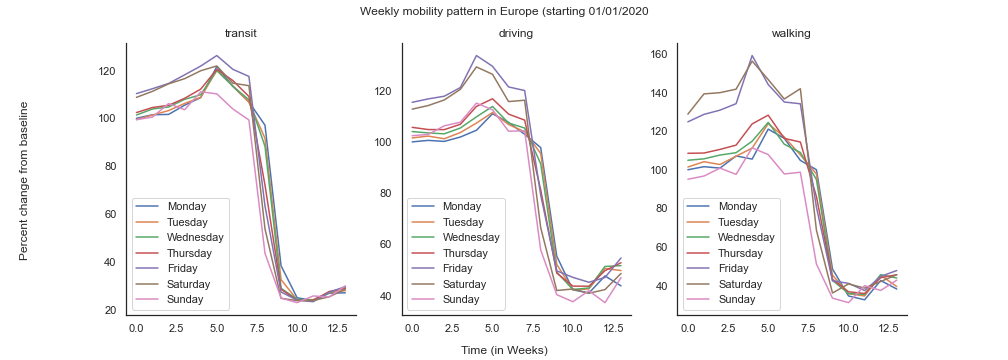 Weekly mobility pattern in Europe (starting 01/01/2020
transit
driving
walking
Percent change from baseline
120
100
80
60
40
20
0.0 2.5 5.0 7.5 10.0 12.5
Monday
Tuesday
Wednesday
Thursday
Friday
Saturday
Sunday
120
100
80
60
40
0.0 2.5 5.0 7.5 10.0 12.5
Monday
Tuesday
Wednesday
Thursday
Friday
Saturday
Sunday
160
140
120
100
80
60
40
0.0 2.5 5.0 7.5 10.0 12.5
Monday
Tuesday
Wednesday
Thursday
Friday
Saturday
Sunday
Time (in Weeks)